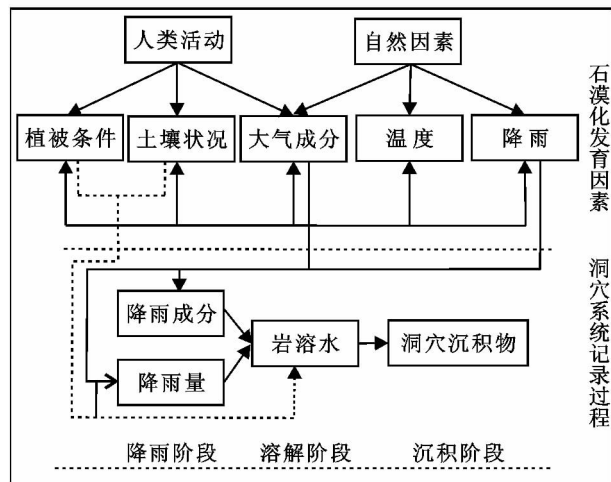 人类活动 自然因素
植被条件 土壤状况 大气成分 温度 降雨
石漠化发育因素
降雨成分
岩溶水 洞穴沉积物
降雨量
洞穴系统记录过程
降雨阶段 溶解阶段 沉积阶段